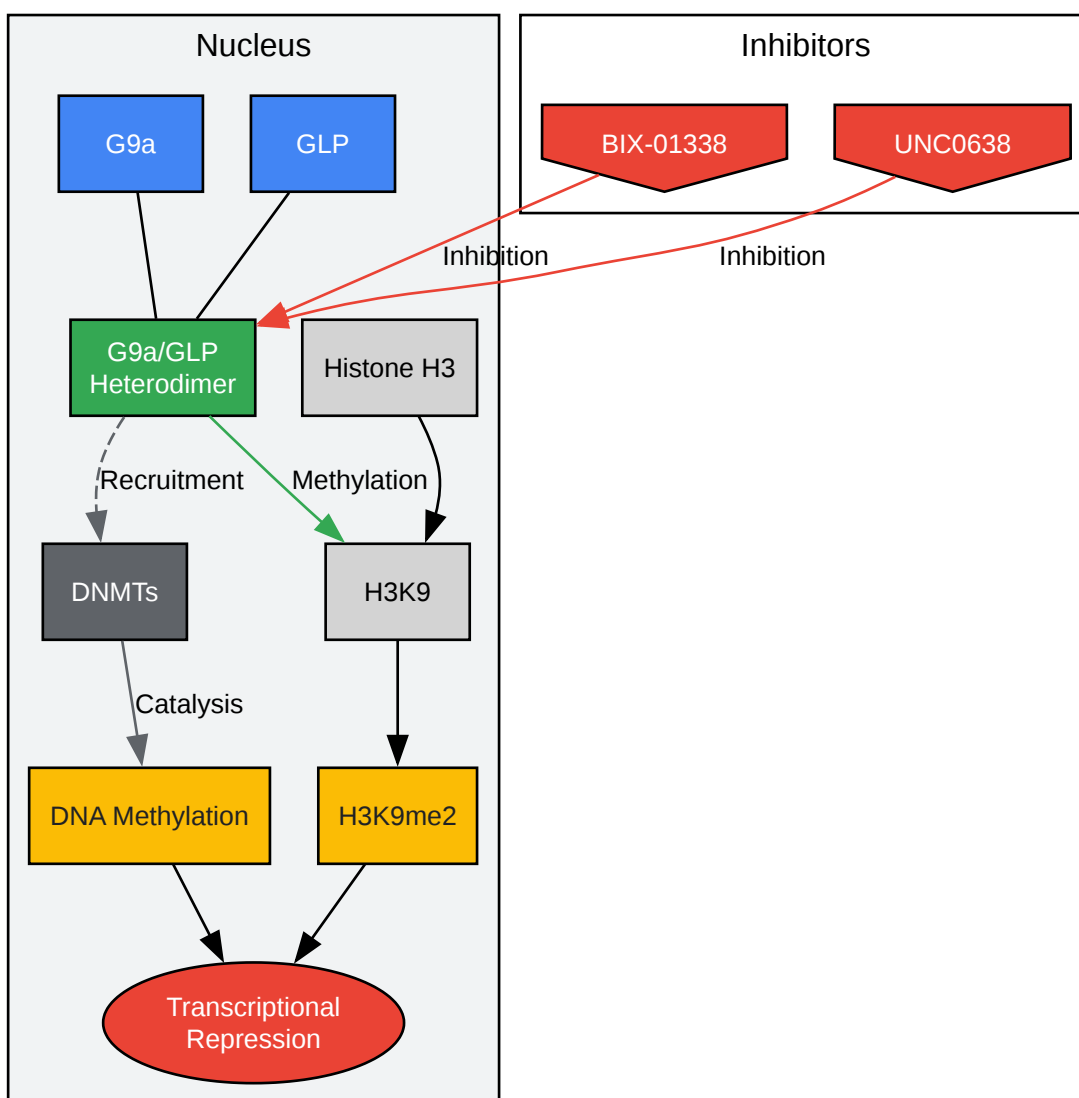 Nucleus
Inhibitors
G9a
GLP
BIX-01338
UNC0638
Inhibition
Inhibition
G9a/GLP
Heterodimer
Histone H3
Recruitment
Methylation
DNMTs
H3K9
Catalysis
DNA Methylation
H3K9me2
Transcriptional
Repression